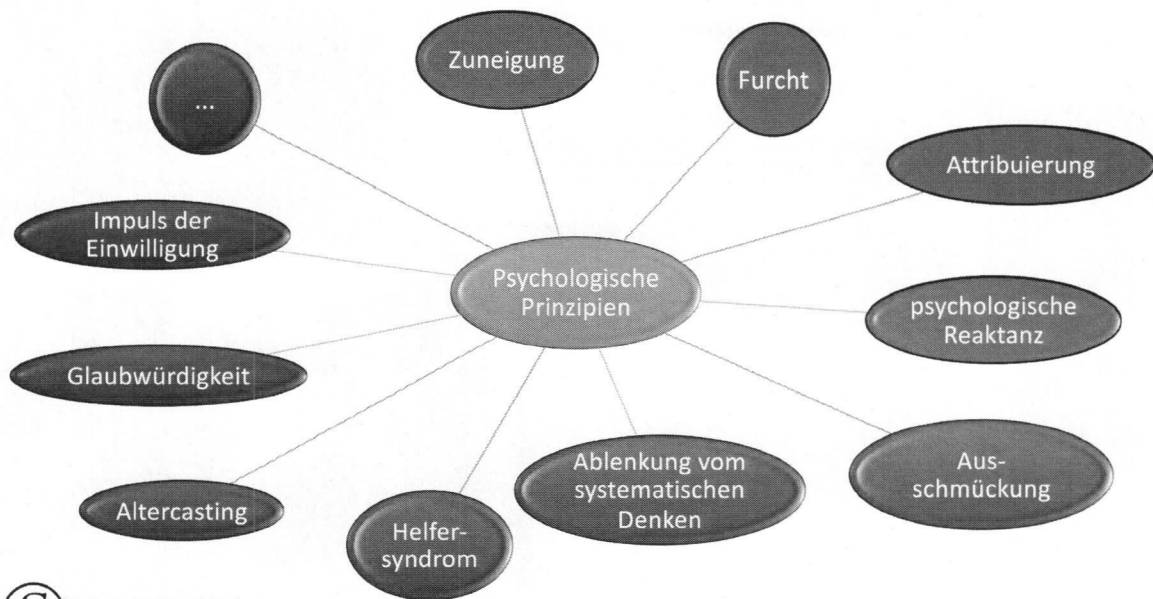 ...
Zuneigung
Furcht
Attribuierung
Impuls der
Einwilligung
Psychologische
Prinzipien
psychologische
Reaktanz
Glaubwürdigkeit
Aus-
schmückung
Ablenkung vom
systematischen
Denken
Altercasting
Helfer-
syndrom